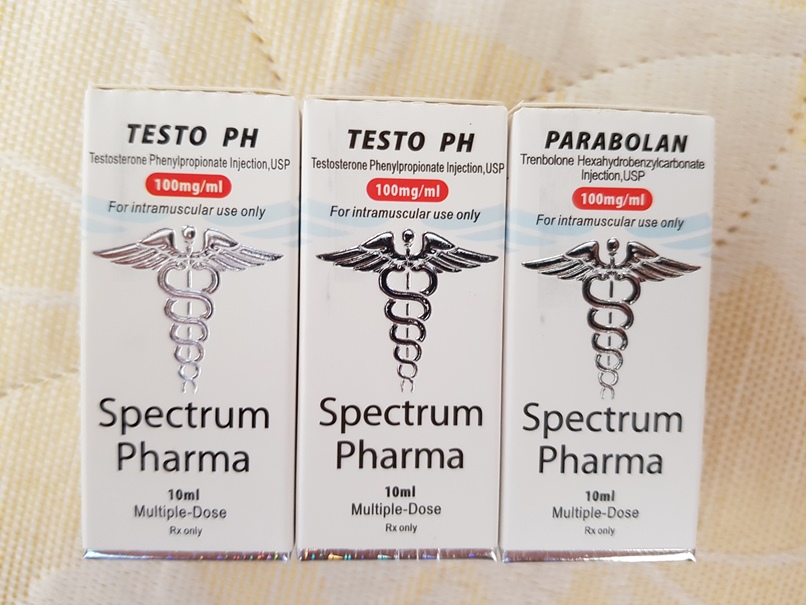 TESTO PH
Testosterone Phenylpropionate Injection,USP
100mg/ml
For intramuscular use only
Spectrum
Pharma
10ml
Multiple-Dose
Rx only
TESTO PH
Testosterone Phenylpropionate Injection,USP
100mg/ml
For intramuscular use only
Spectrum
Pharma
10ml
Multiple-Dose
Rx only
PARABOLAN
Trenbolone Hexahydrobenzylcarbonate
Injection,USP
100mg/ml
For intramuscular use only
Spectrum
Pharma
10ml
Multiple-Dose
Rx only